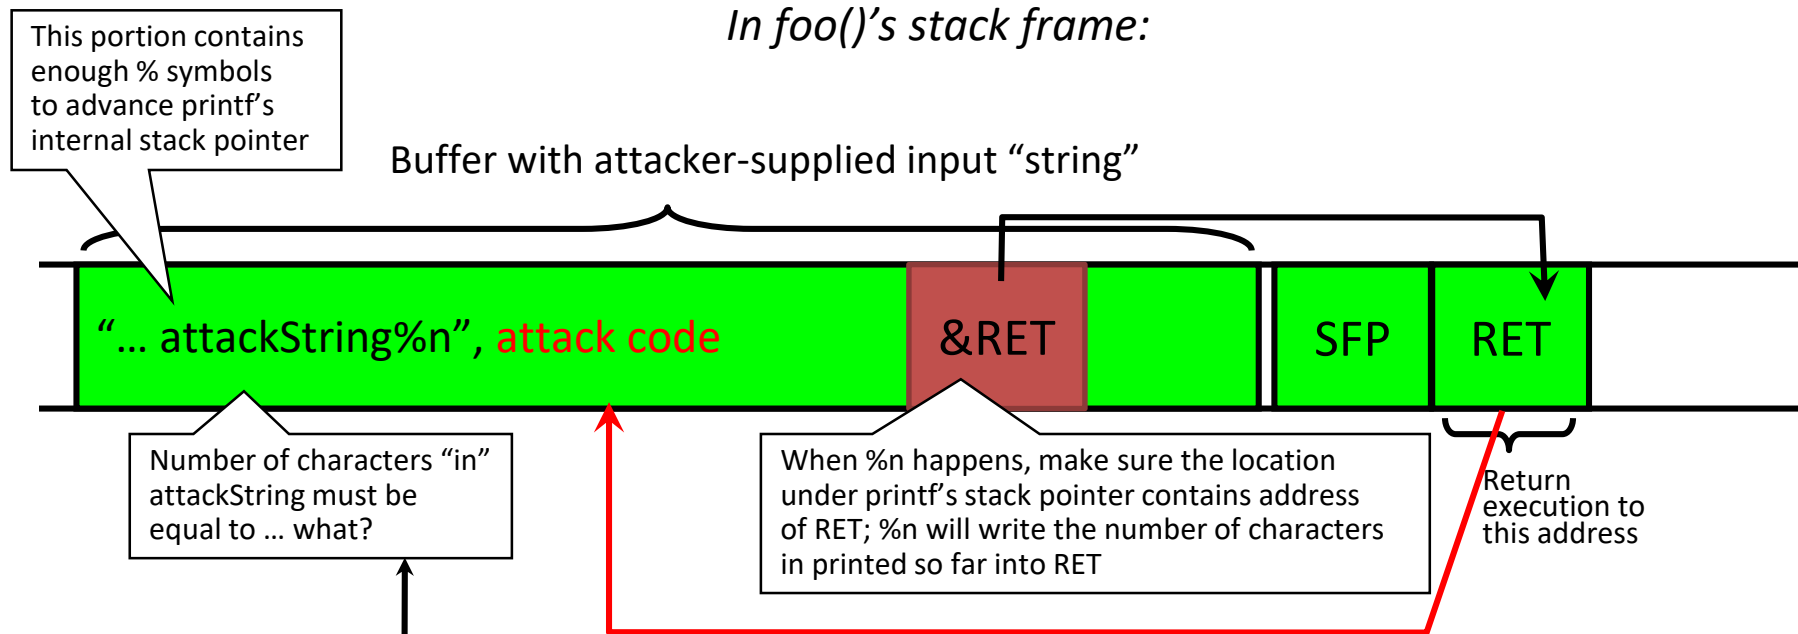 In foo()'s stack frame:
This portion contains
enough % symbols
to advance printf’s
internal stack pointer
Buffer with attacker-supplied input “string”
“... attackString%n”, attack code
&RET
SFP
RET
Number of characters “in”
attackString must be
equal to ... what?
When %n happens, make sure the location
under printf’s stack pointer contains address
of RET; %n will write the number of characters
in printed so far into RET
Return
execution to
this address